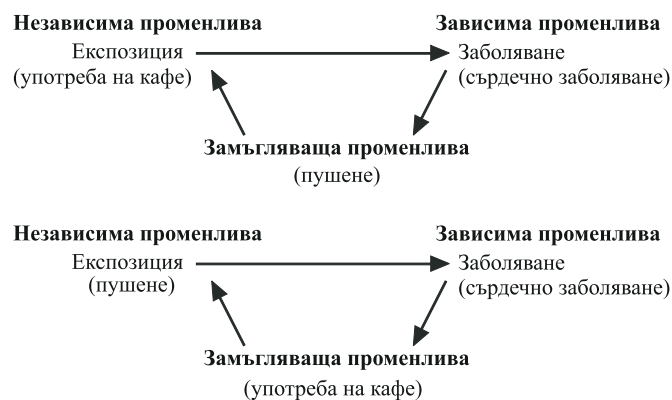 Независима променлива Зависима променлива
Експозиция Заболяване
(употреба на кафе) (сърдечно заболяване)
Замъгляваща променлива
(пушене)
Независима променлива Зависима променлива
Експозиция Заболяване
(пушене) (сърдечно заболяване)
Замъгляваща променлива
(употреба на кафе)